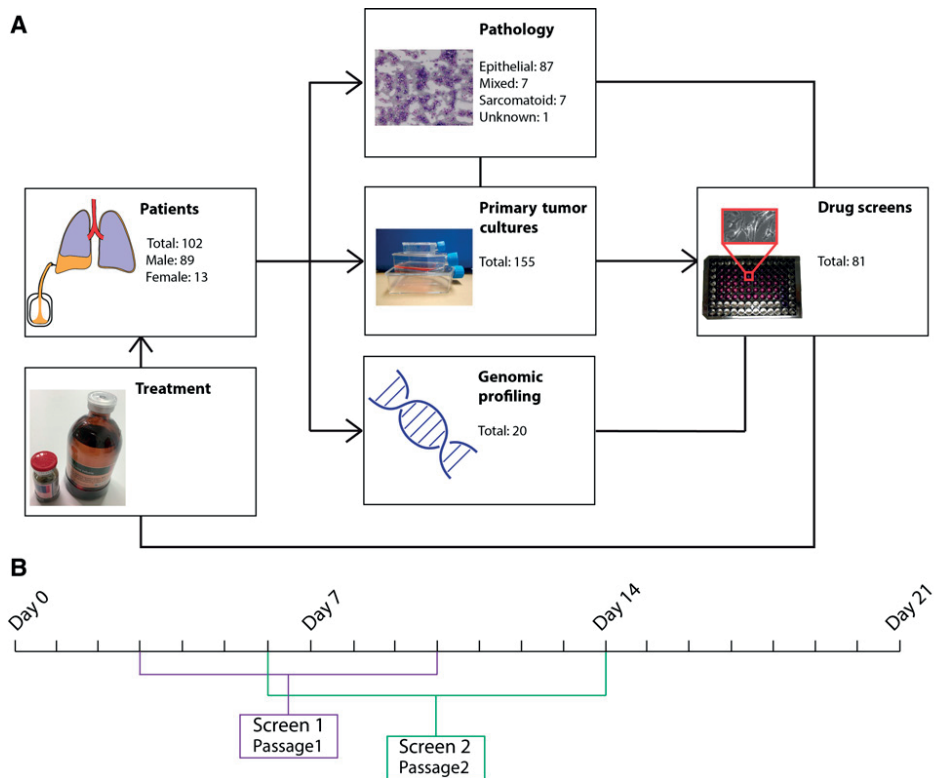 A
Pathology
Epithelial: 87
Mixed: 7
Sarcomatoid: 7
Unknown: 1
Patients
Total: 102
Male: 89
Female: 13
Primary tumor
cultures
Total: 155
Drug screens
Total: 81
Treatment
Genomic
profiling
Total: 20
B
Day 0
Day 7
Day 14
Day 21
Screen 1
Passage1
Screen 2
Passage2